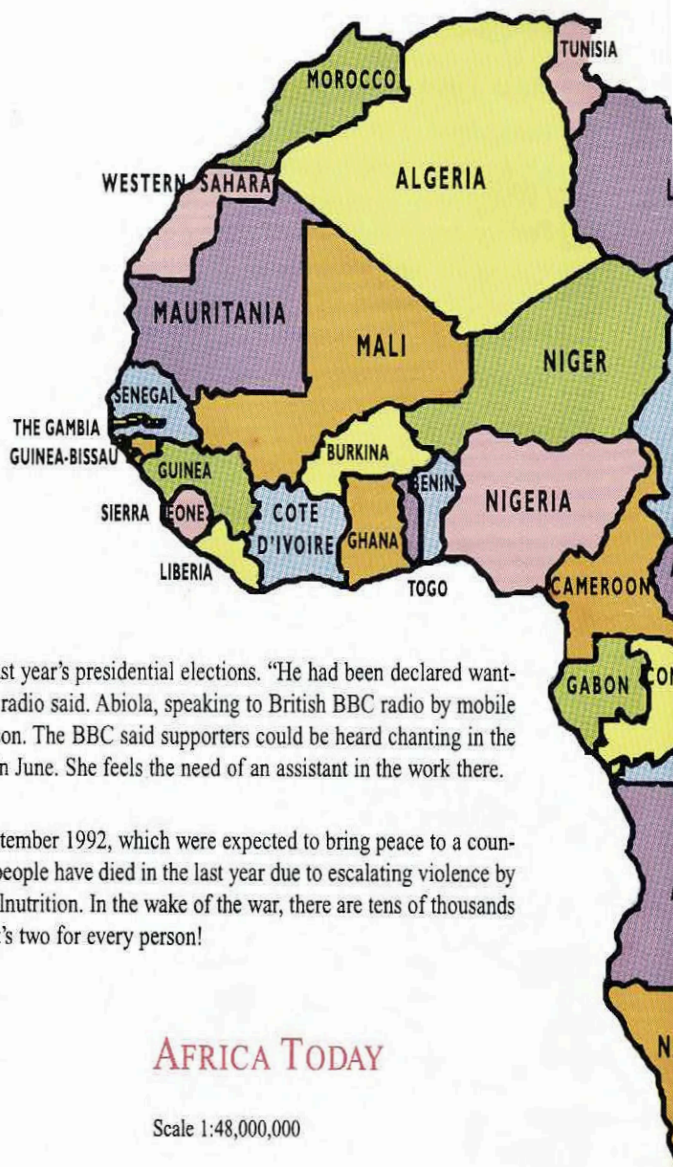 TUNISIA
MOROCCO
WESTERN SAHARA
ALGERIA
L
MAURITANIA
MALI
NIGER
SENEGAL
THE GAMBIA
GUINEA-BISSAU
GUINEA
BURKINA
BENIN
NIGERIA
SIERRA LEONE
COTE
D'IVOIRE
GHANA
LIBERIA
TOGO
CAMEROON
GABON
CON
ast year's presidential elections. “He had been declared want-
radio said. Abiola, speaking to British BBC radio by mobile
son. The BBC said supporters could be heard chanting in the
n June. She feels the need of an assistant in the work there.
tember 1992, which were expected to bring peace to a coun-
people have died in the last year due to escalating violence by
lnutrition. In the wake of the war, there are tens of thousands
t's two for every person!
N
AFRICA TODAY
Scale 1:48,000,000